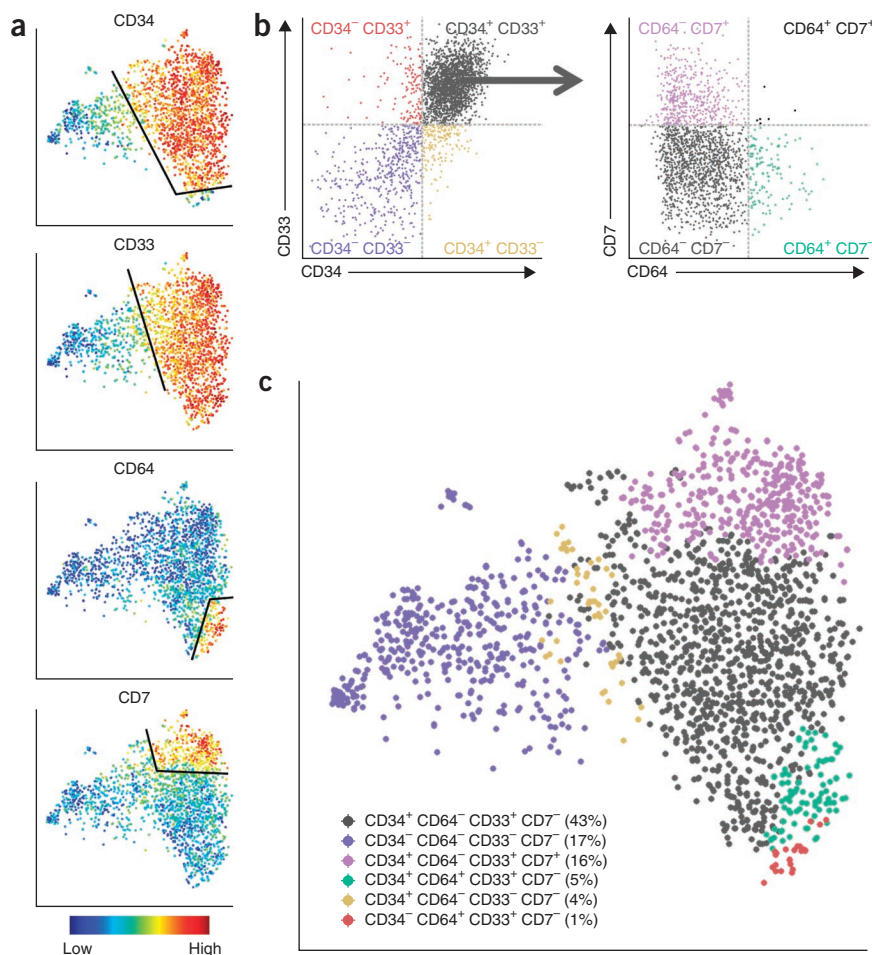 a
CD34
CD33
CD64
CD7
Low High
b
CD34⁻ CD33⁺ CD34⁺ CD33⁺
CD34⁻ CD33⁻ CD34⁺ CD33⁻
CD33
CD34
CD64⁻ CD7⁺ CD64⁺ CD7⁺
CD64⁻ CD7⁻ CD64⁺ CD7⁻
CD7
CD64
c
CD34⁺ CD64⁻ CD33⁺ CD7⁻ (43%)
CD34⁻ CD64⁻ CD33⁻ CD7⁻ (17%)
CD34⁺ CD64⁻ CD33⁺ CD7⁺ (16%)
CD34⁺ CD64⁺ CD33⁺ CD7⁻ (5%)
CD34⁺ CD64⁻ CD33⁻ CD7⁻ (4%)
CD34⁻ CD64⁺ CD33⁺ CD7⁻ (1%)